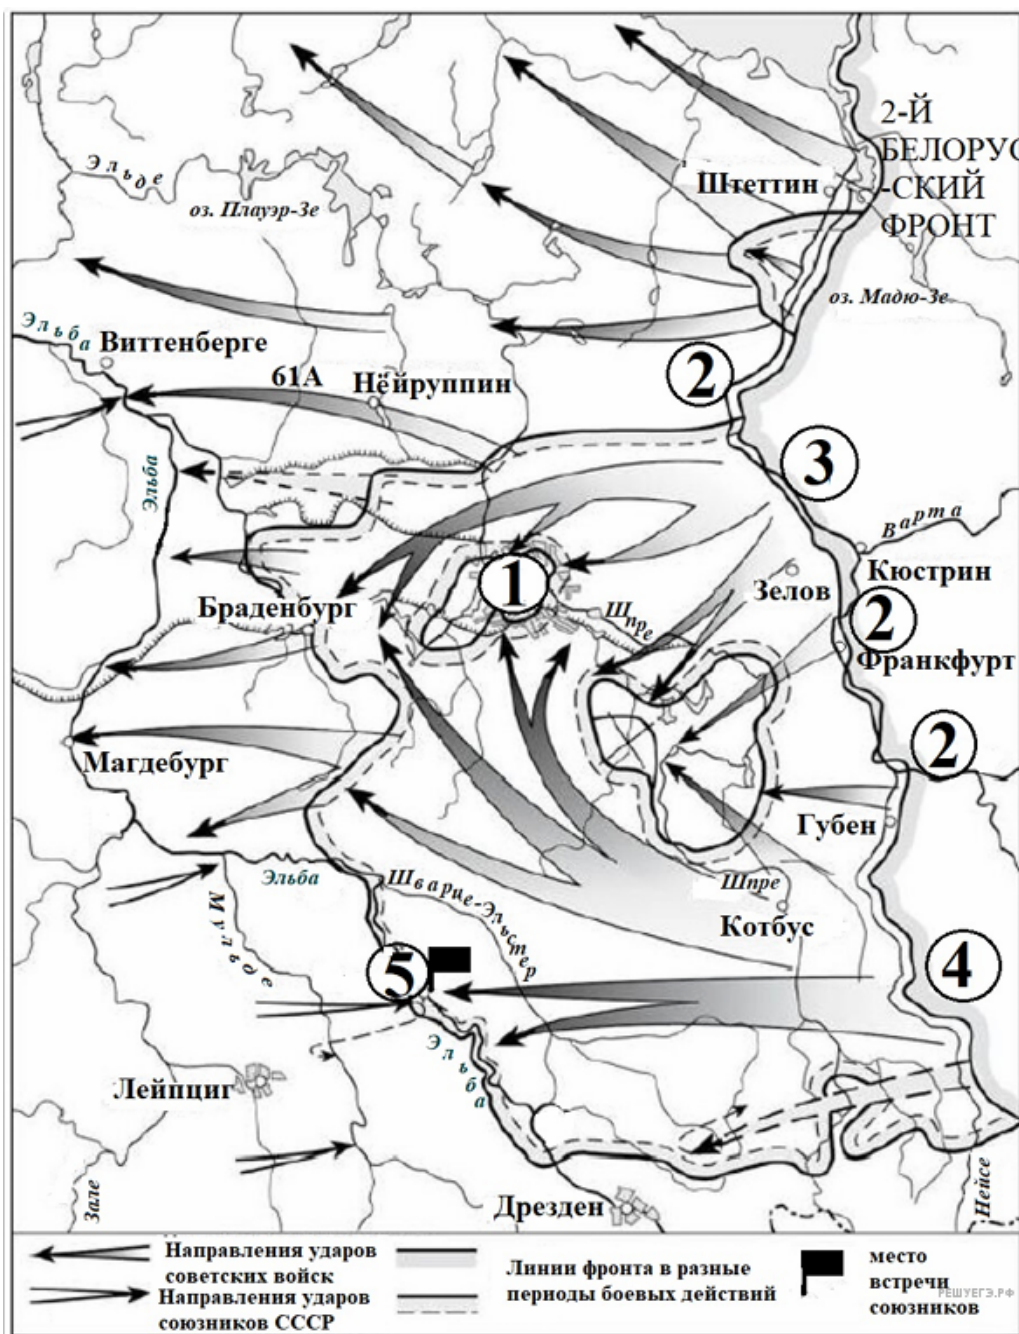 2-Й
БЕЛОРУС
-СКИЙ
ФРОНТ
Эльде
оз. Плауэр-Зе
Штеттин
оз. Мадю-Зе
Эльба
Виттенберге
61А
Нёйруппин
2
3
Эльба
Варта
Кюстрин
Зелов
1
Браденбург
Шпре
2
Франкфурт
2
Магдебург
Губен
Эльба
Шварце-Эльстер
Шпре
Котбус
Мульде
5
4
Эльба
Лейпциг
Дрезден
Зале
Нейсе
Направления ударов
советских войск
Направления ударов
союзников СССР
Линии фронта в разные
периоды боевых действий
место
встречи
союзников
РЕШУЕГЭ.РФ